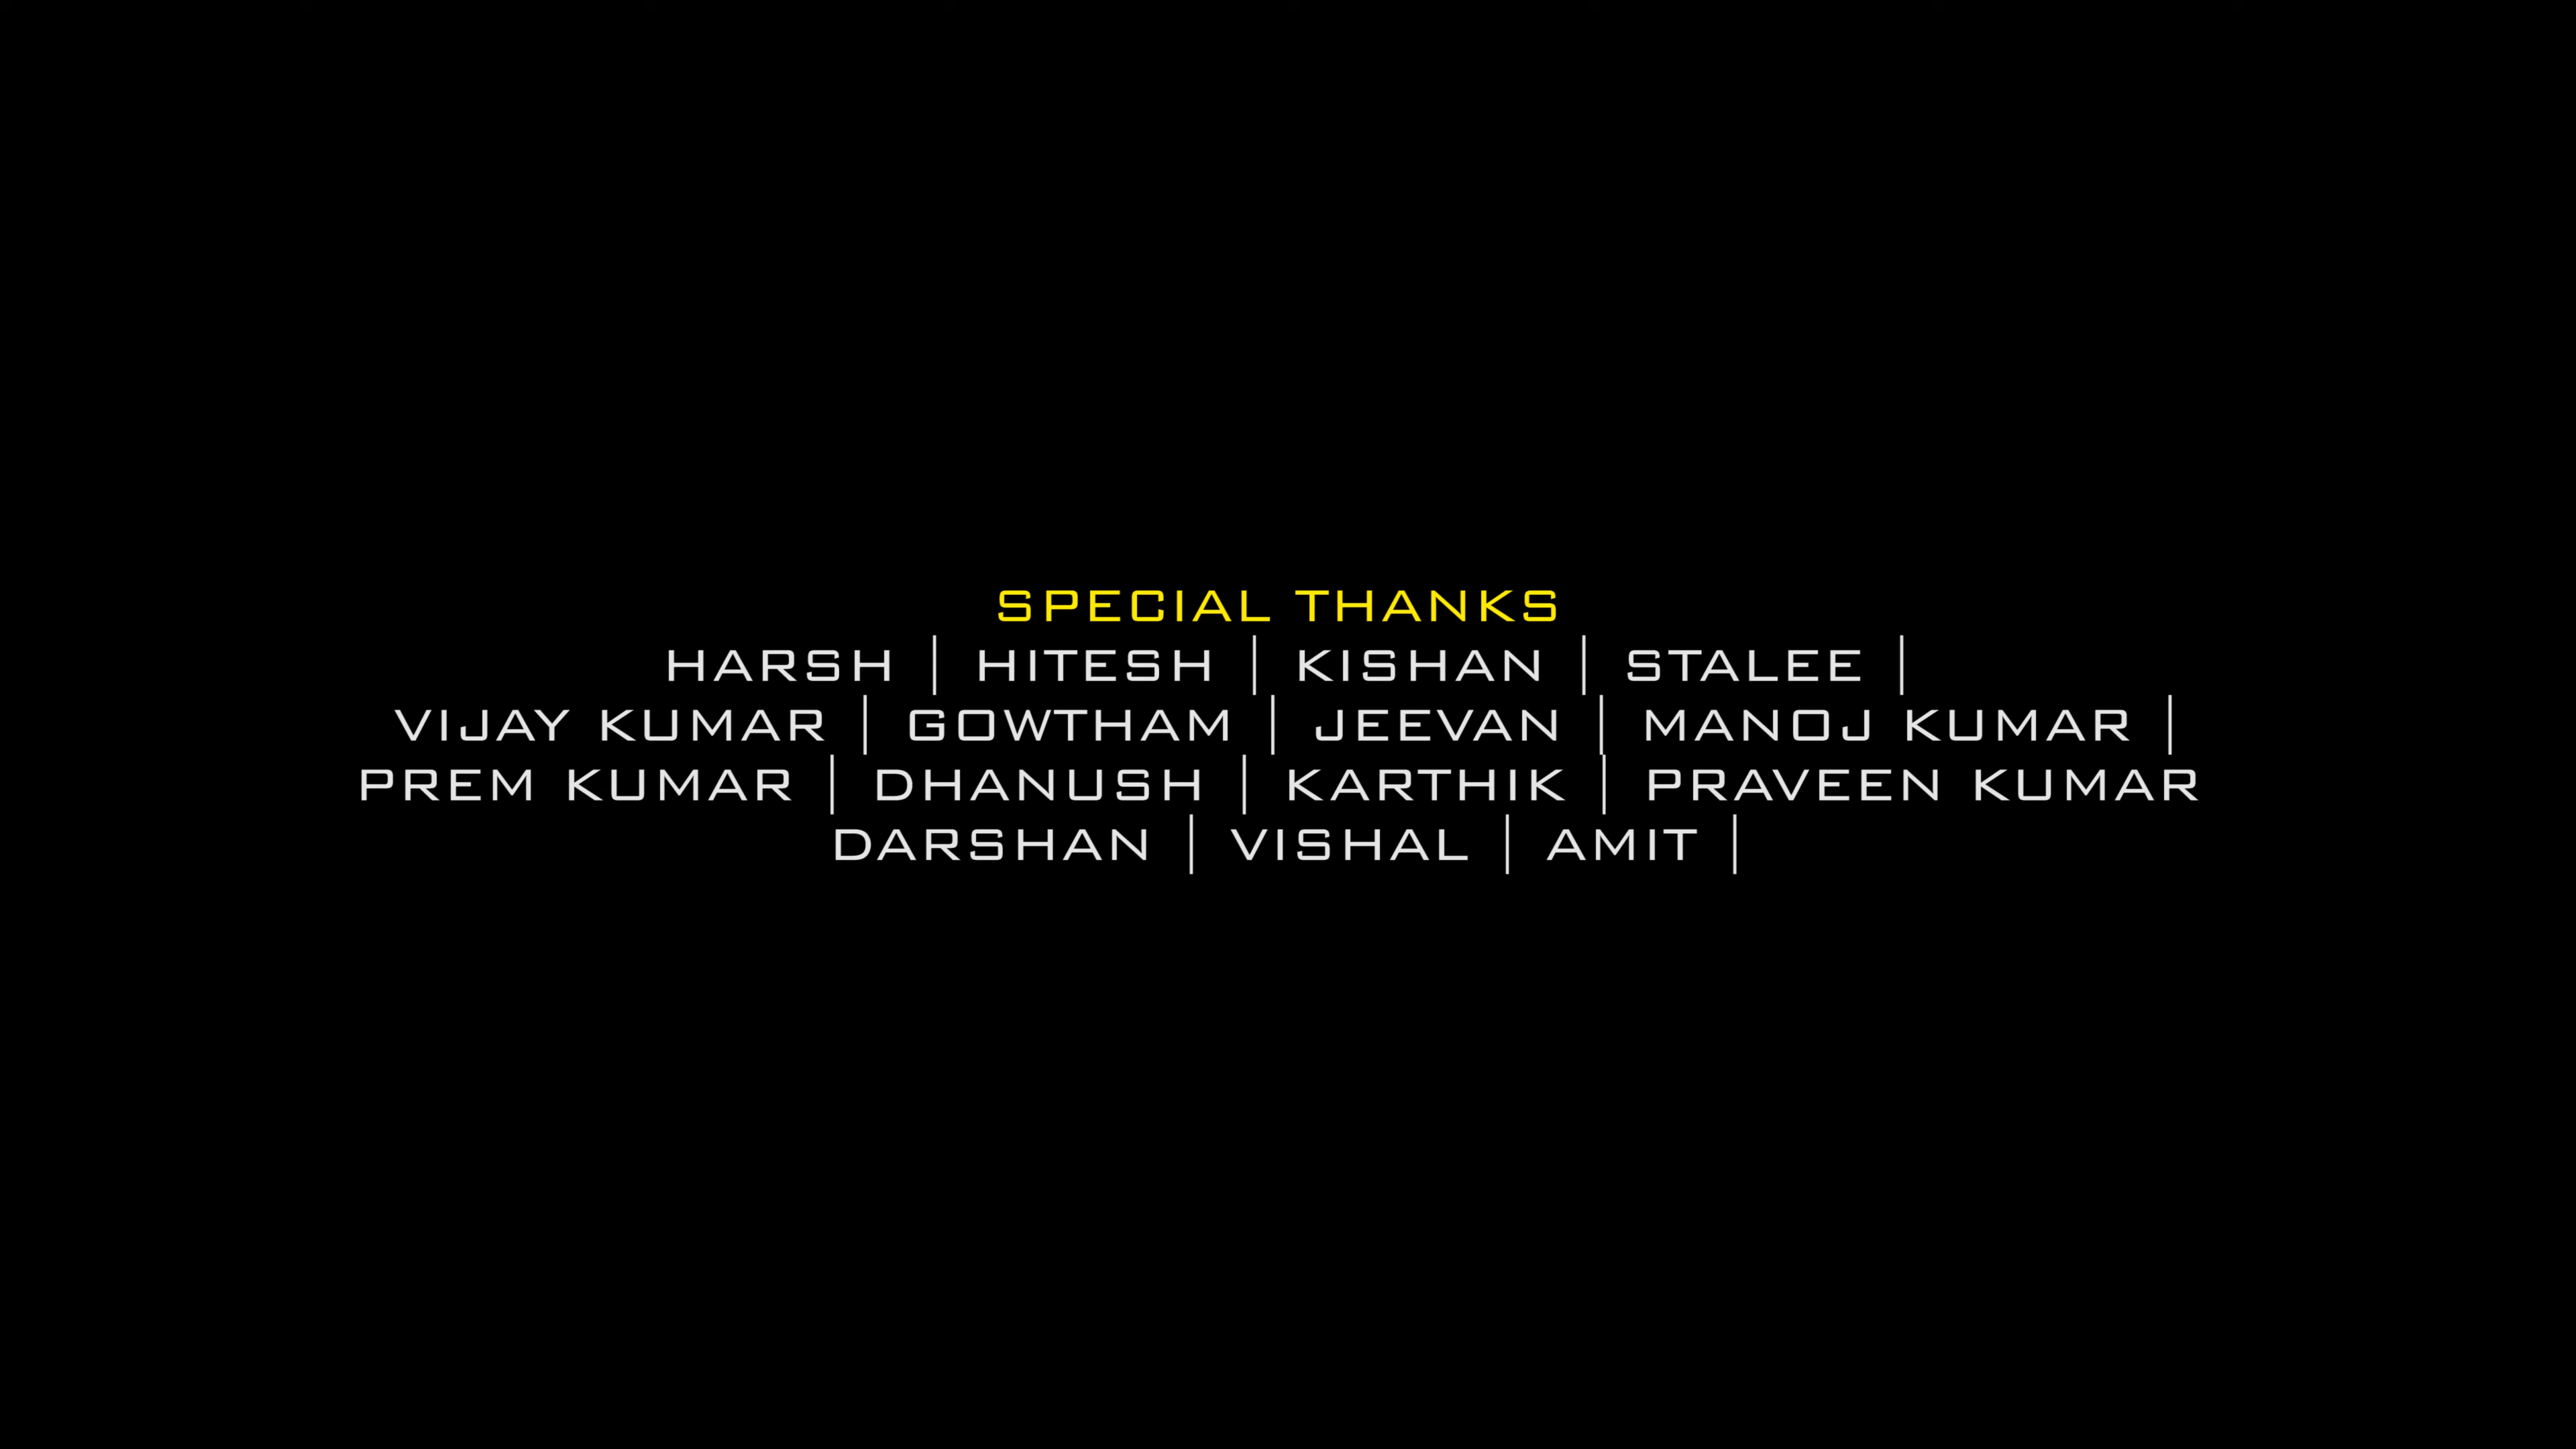 SPECIAL THANKS
HARSH | HITESH | KISHAN | STALEE |
VIJAY KUMAR | GOWTHAM | JEEVAN | MANOJ KUMAR |
PREM KUMAR | DHANUSH | KARTHIK | PRAVEEN KUMAR
DARSHAN | VISHAL | AMIT |